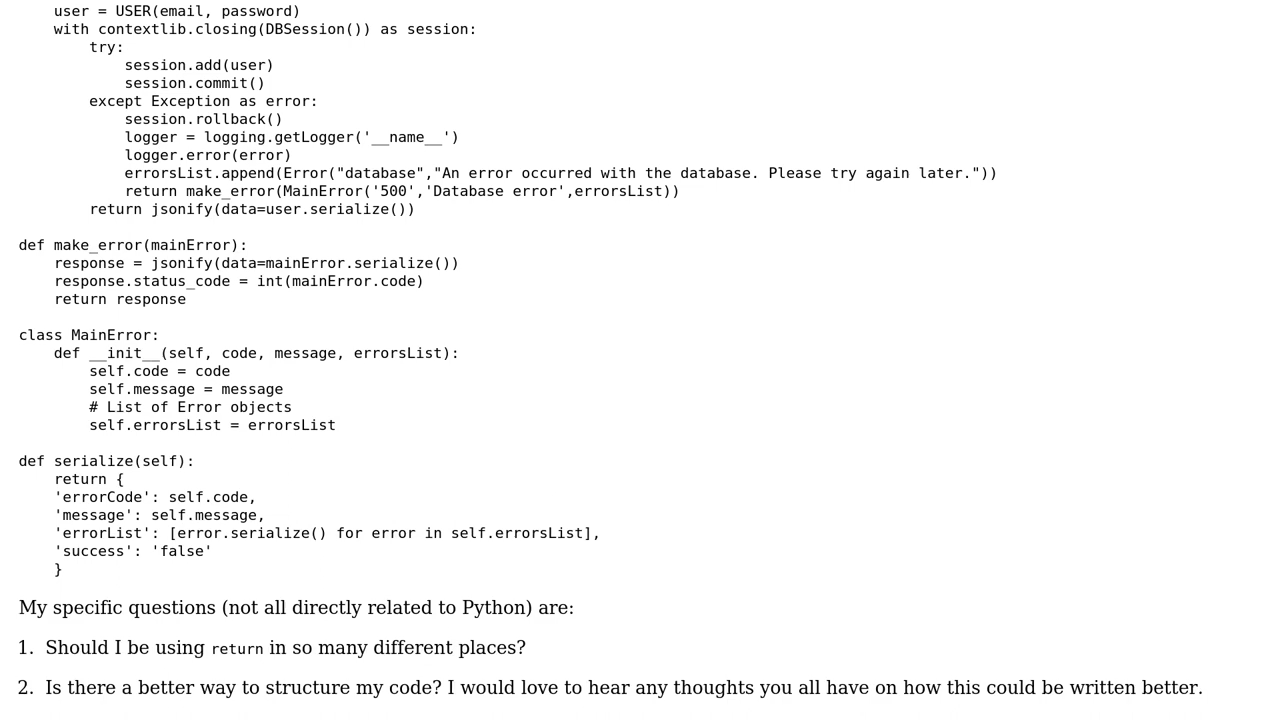 user = USER(email, password)
    with contextlib.closing(DBSession()) as session:
        try:
            session.add(user)
            session.commit()
        except Exception as error:
            session.rollback()
            logger = logging.getLogger('__name__')
            logger.error(error)
            errorsList.append(Error("database","An error occurred with the database. Please try again later."))
            return make_error(MainError('500','Database error',errorsList))
        return jsonify(data=user.serialize())

def make_error(mainError):
    response = jsonify(data=mainError.serialize())
    response.status_code = int(mainError.code)
    return response

class MainError:
    def __init__(self, code, message, errorsList):
        self.code = code
        self.message = message
        # List of Error objects
        self.errorsList = errorsList

def serialize(self):
    return {
    'errorCode': self.code,
    'message': self.message,
    'errorList': [error.serialize() for error in self.errorsList],
    'success': 'false'
    }

My specific questions (not all directly related to Python) are:
1. Should I be using return in so many different places?
2. Is there a better way to structure my code? I would love to hear any thoughts you all have on how this could be written better.